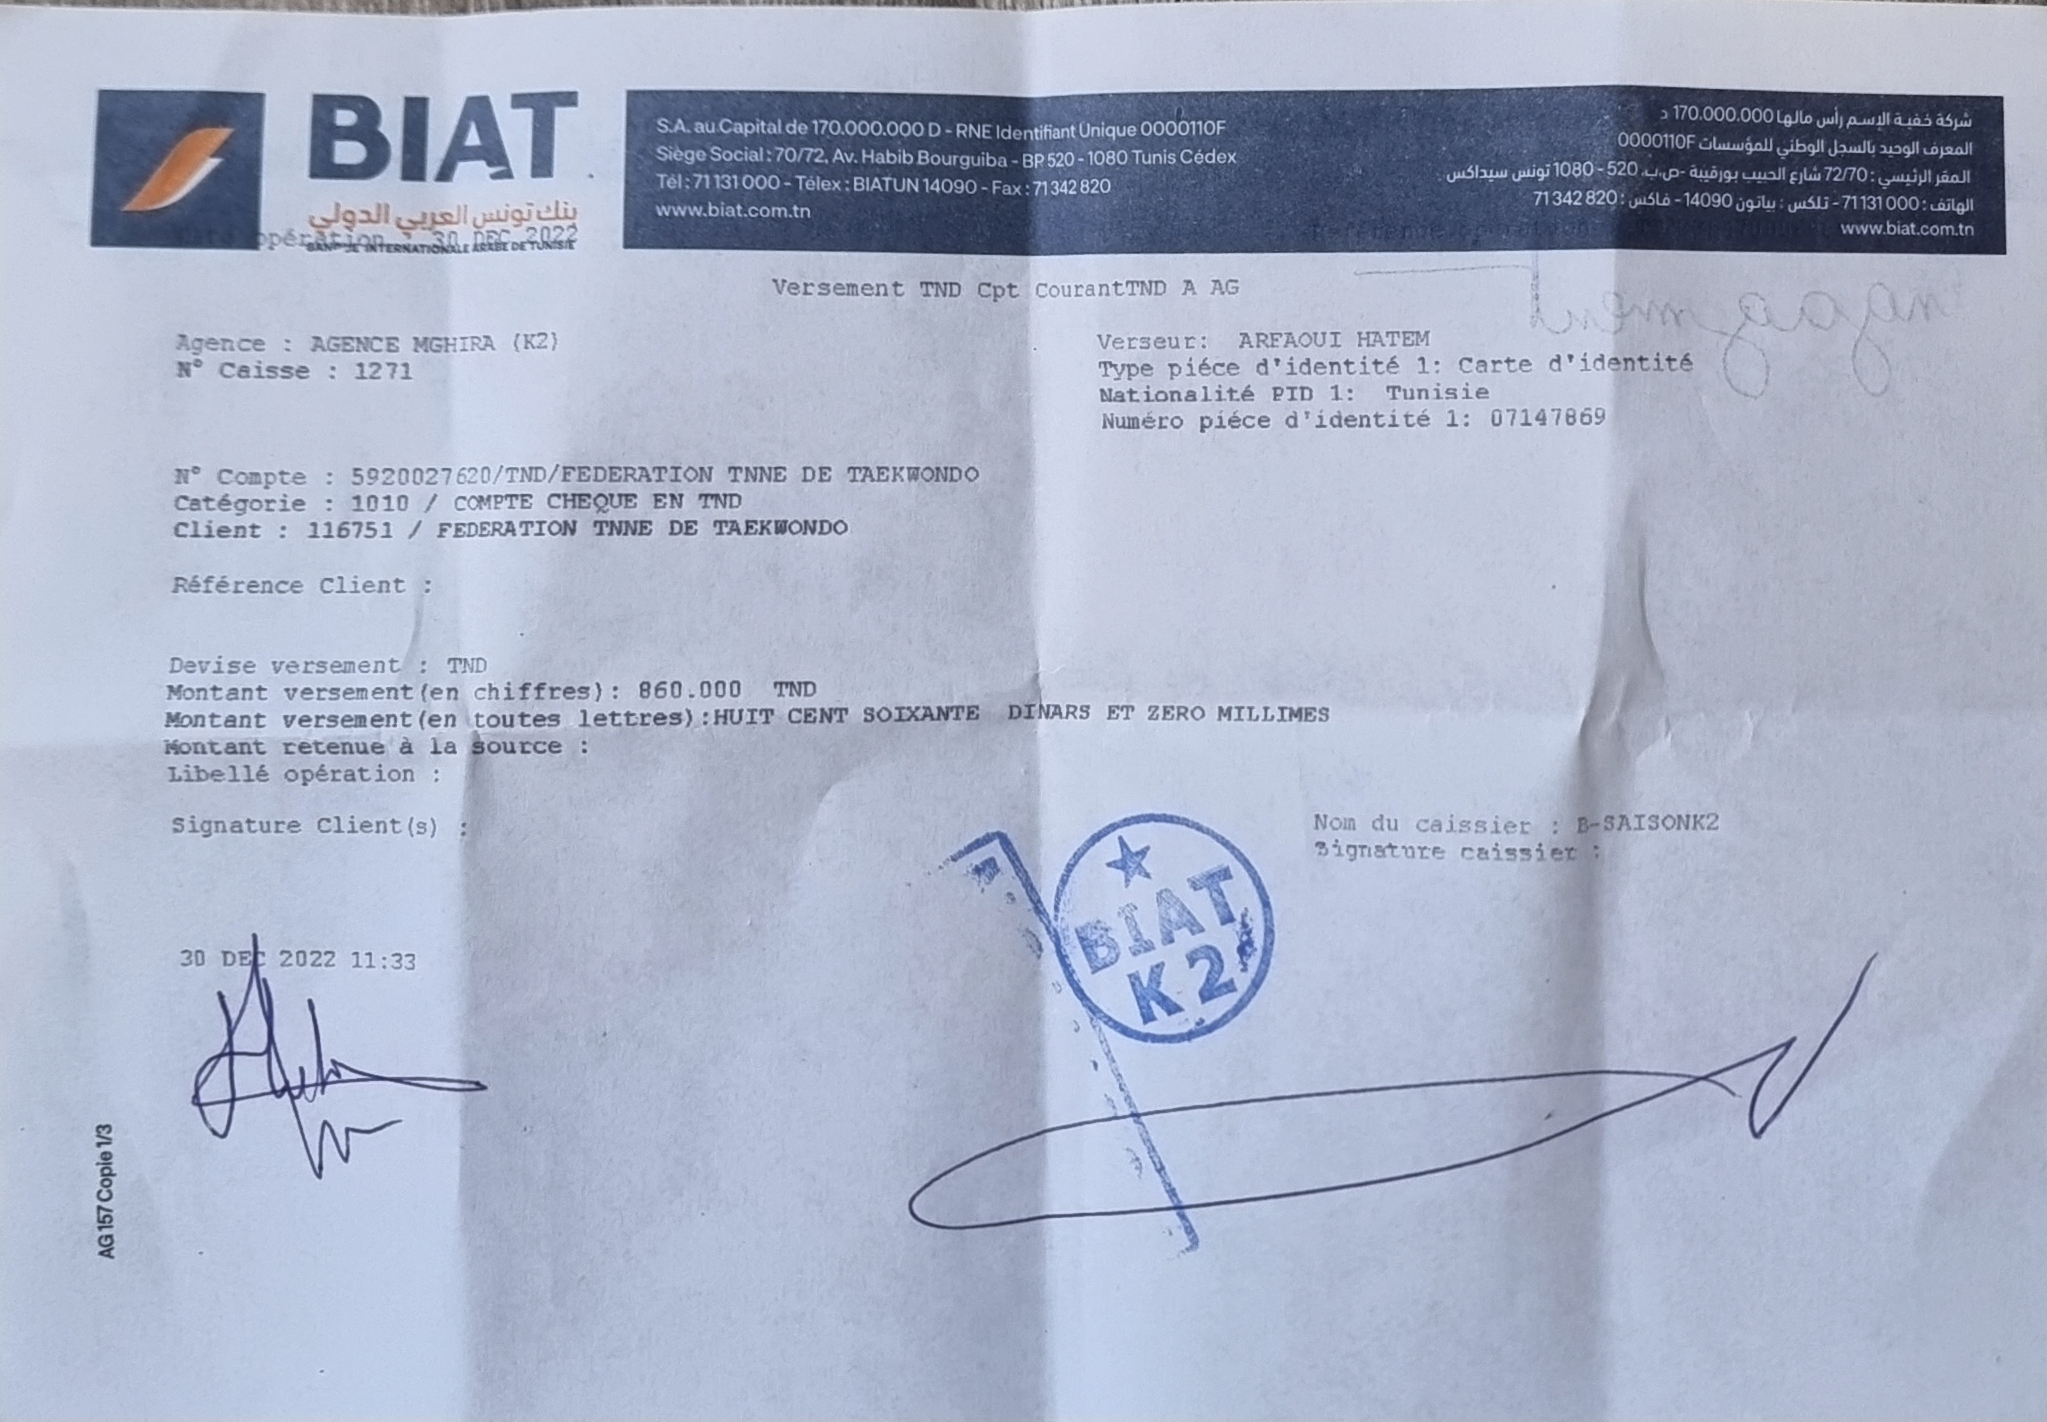 BIAT
بنك تونس العربي الدولي
BANQUE INTERNATIONALE ARABE DE TUNISIE
opération : 30 DEC 2022
S.A. au Capital de 170.000.000 D - RNE Identifiant Unique 0000110F
Siège Social : 70/72, Av. Habib Bourguiba - BP 520 - 1080 Tunis Cédex
Tél : 71 131 000 - Télex : BIATUN 14090 - Fax : 71 342 820
www.biat.com.tn
شركة خفية الإسم رأس مالها 170.000.000 د
المعرف الوحيد بالسجل الوطني للمؤسسات 0000110F
المقر الرئيسي : 72/70 شارع الحبيب بورقيبة -ص.ب. 520 - 1080 تونس سيداكس
الهاتف : 71 131 000 - تلكس : بياتون 14090 - فاكس : 71 342 820
www.biat.com.tn
Versement TND Cpt CourantTND A AG
Agence : AGENCE MGHIRA (K2)
N° Caisse : 1271
Verseur: ARFAOUI HATEM
Type piéce d'identité 1: Carte d'identité
Nationalité PID 1: Tunisie
Numéro piéce d'identité 1: 07147869
N° Compte : 5920027620/TND/FEDERATION TNNE DE TAEKWONDO
Catégorie : 1010 / COMPTE CHEQUE EN TND
Client : 116751 / FEDERATION TNNE DE TAEKWONDO
Référence Client :
Devise versement : TND
Montant versement(en chiffres): 860.000 TND
Montant versement(en toutes lettres):HUIT CENT SOIXANTE DINARS ET ZERO MILLIMES
Montant retenue à la source :
Libellé opération :
Signature Client(s) :
Nom du caissier : B-SAISONK2
Signature caissier :
BIAT
K2
30 DEC 2022 11:33
AG 157 Copie 1/3